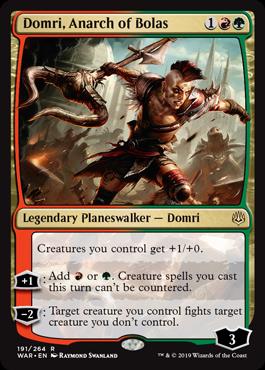 Domri, Anarch of Bolas 1
Legendary Planeswalker — Domri
Creatures you control get +1/+0.
+1 : Add or . Creature spells you cast
this turn can't be countered.
-2 : Target creature you control fights target
creature you don't control.
3
191/264 R
WAR • EN RAYMOND SWANLAND ™ & © 2019 Wizards of the Coast